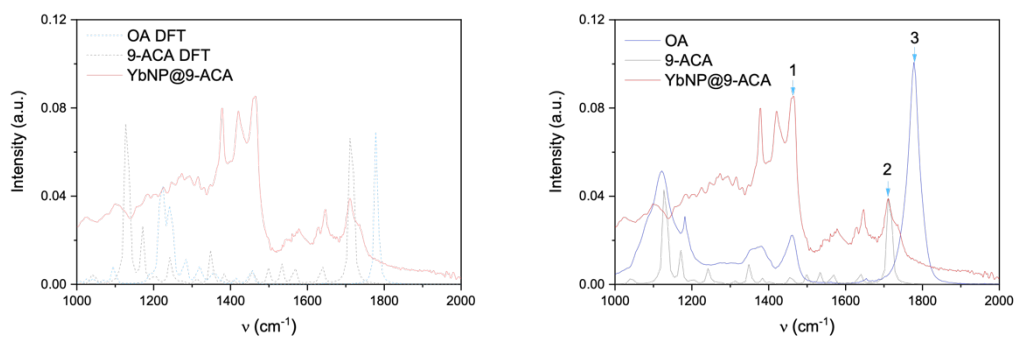 0.12
0.08
0.04
0.00
Intensity (a.u.)
OA DFT
9-ACA DFT
YbNP@9-ACA
1000 1200 1400 1600 1800 2000
ν (cm⁻¹)
0.12
0.08
0.04
0.00
Intensity (a.u.)
OA
9-ACA
YbNP@9-ACA
1
2
3
1000 1200 1400 1600 1800 2000
ν (cm⁻¹)